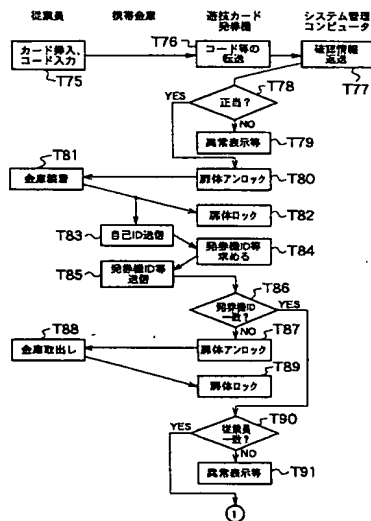 従業員
携帯金庫
遊技カード
発券機
システム管理
コンピュータ
T76
カード挿入、
コード入力
コード等の
転送
確認情報
返送
T75
T77
T78
YES
正当?
NO
異常表示等
T79
T81
金庫装着
扉体アンロック
T80
扉体ロック
T82
T83
自己ID送信
発券機ID等
求める
T84
T85
発券機ID等
送信
T86
発券機ID
一致?
YES
NO
T87
T88
金庫取出し
扉体アンロック
T89
扉体ロック
T90
YES
従業員
一致?
NO
異常表示等
T91
1